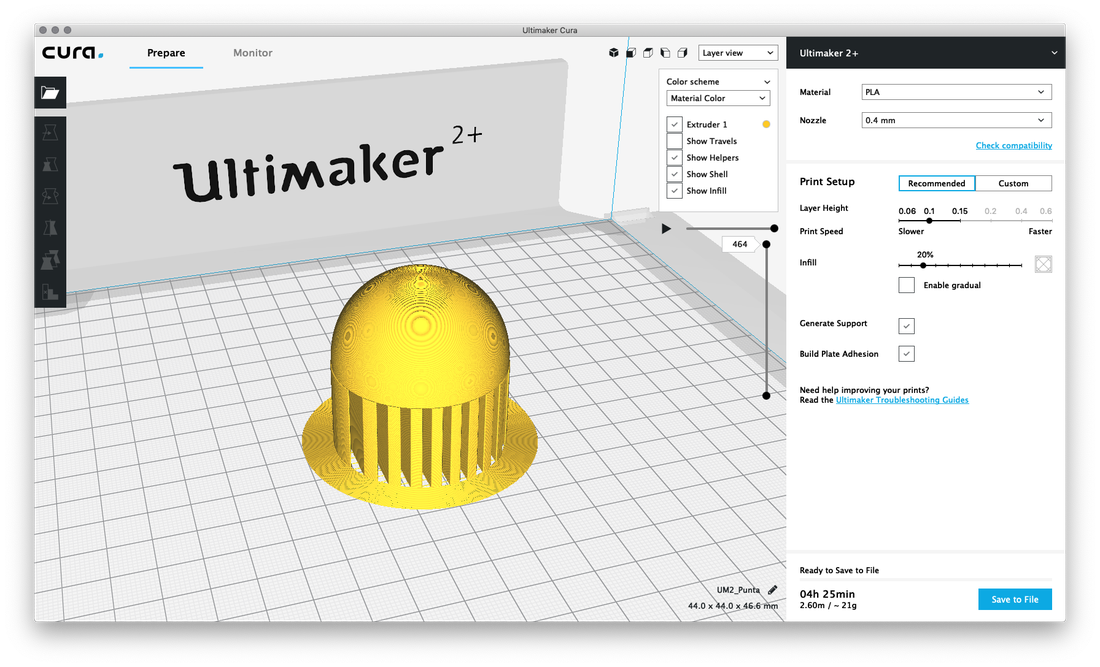 Ultimaker Cura
cura.
Prepare
Monitor
Layer view
Ultimaker 2+
Color scheme
Material Color
Extruder 1
Show Travels
Show Helpers
Show Shell
Show Infill
464
Ultimaker 2+
Material
PLA
Nozzle
0.4 mm
Check compatibility
Print Setup
Recommended
Custom
Layer Height
0.06 0.1 0.15 0.2 0.4 0.6
Print Speed
Slower
Faster
Infill
20%
Enable gradual
Generate Support
Build Plate Adhesion
Need help improving your prints?
Read the Ultimaker Troubleshooting Guides
UM2_Punta
44.0 x 44.0 x 46.6 mm
Ready to Save to File
04h 25min
2.60m / ~ 21g
Save to File